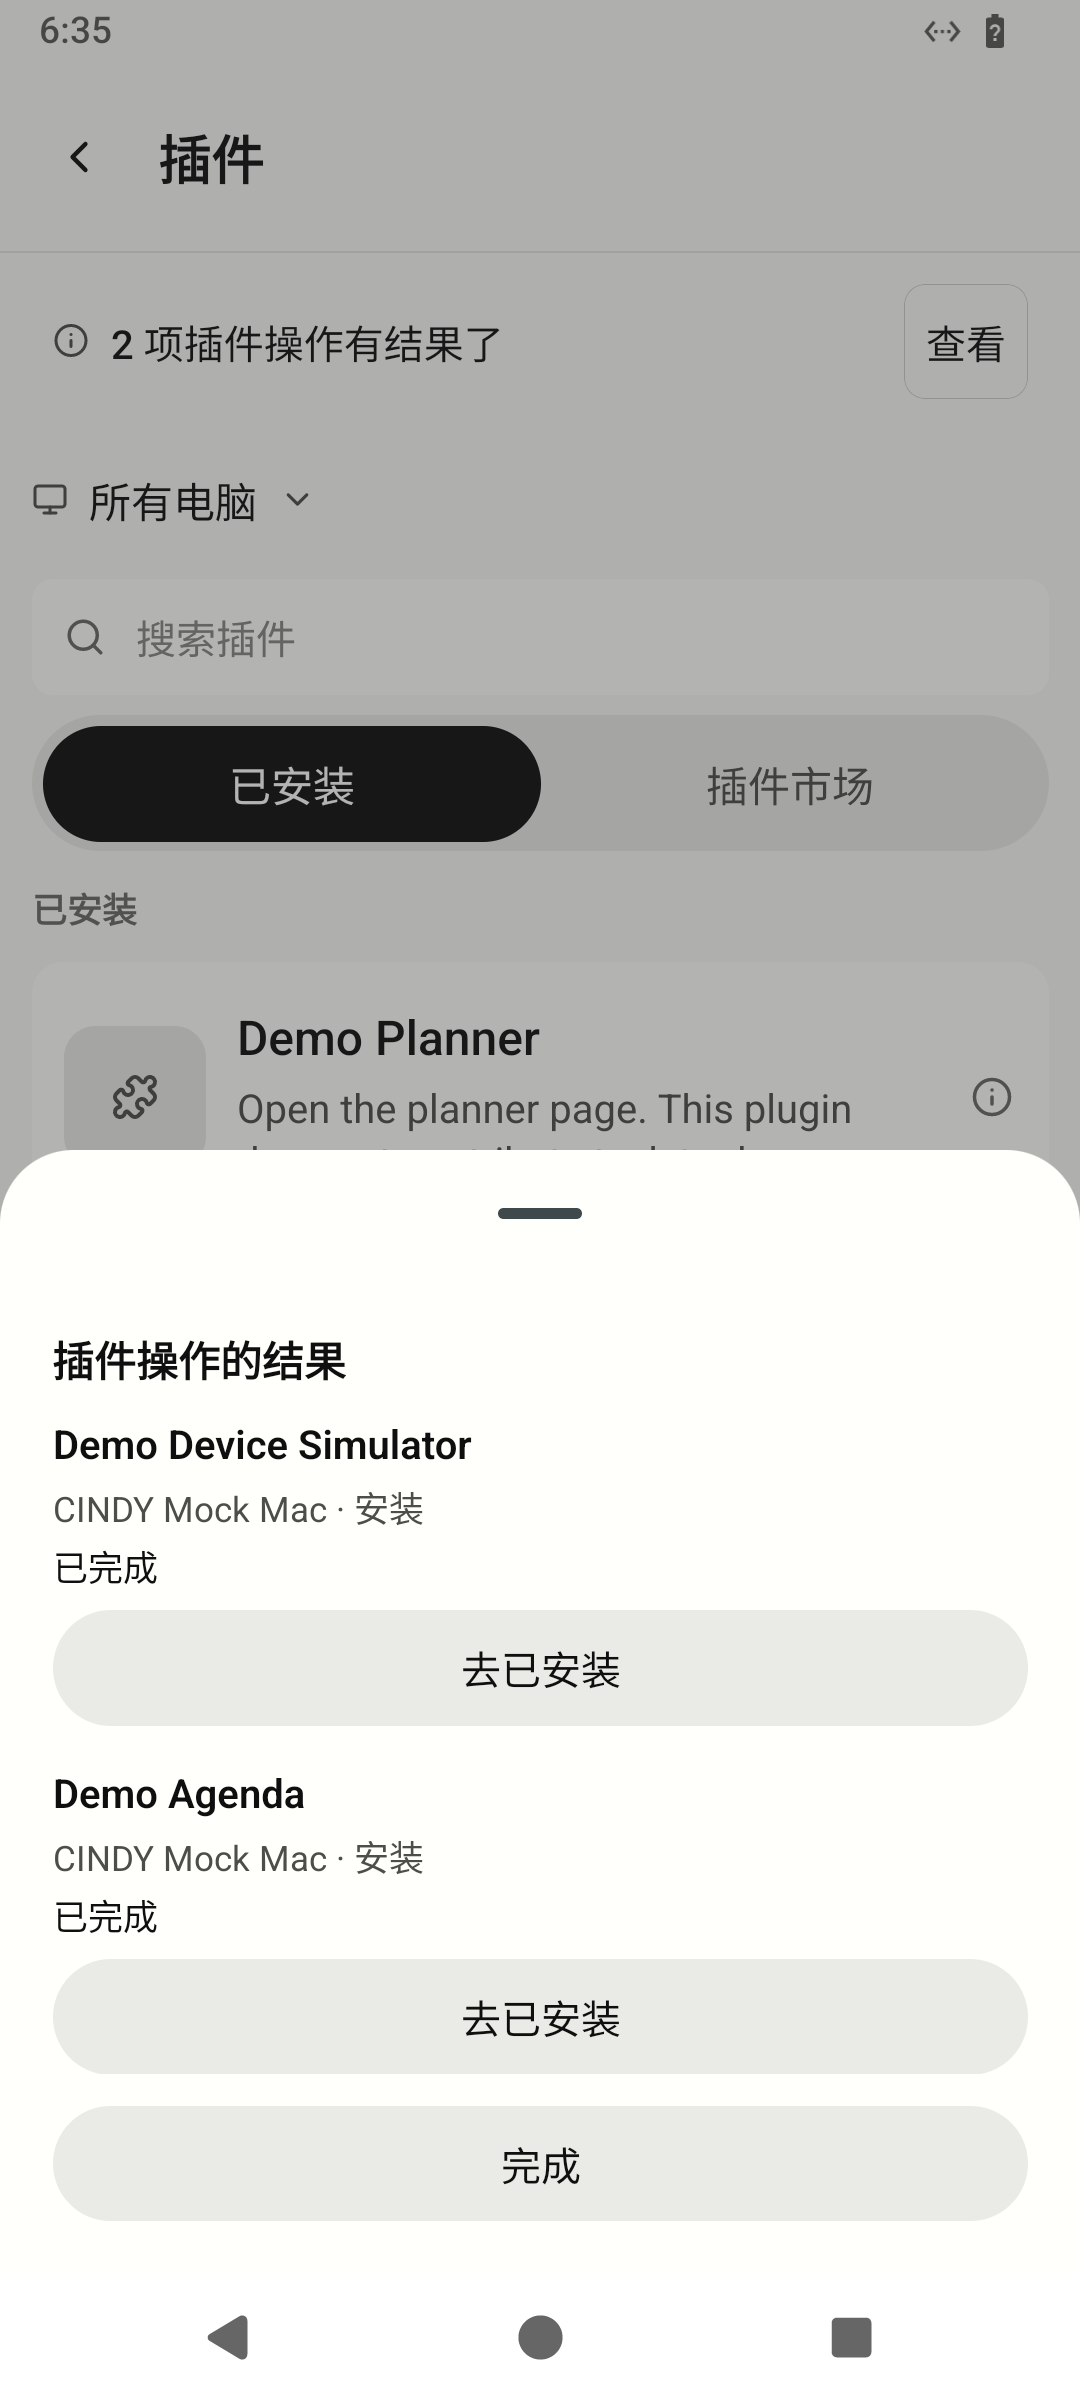 6:35
插件
2 项插件操作有结果了
查看
所有电脑
搜索插件
已安装
插件市场
已安装
Demo Planner
Open the planner page. This plugin
插件操作的结果
Demo Device Simulator
CINDY Mock Mac · 安装
已完成
去已安装
Demo Agenda
CINDY Mock Mac · 安装
已完成
去已安装
完成